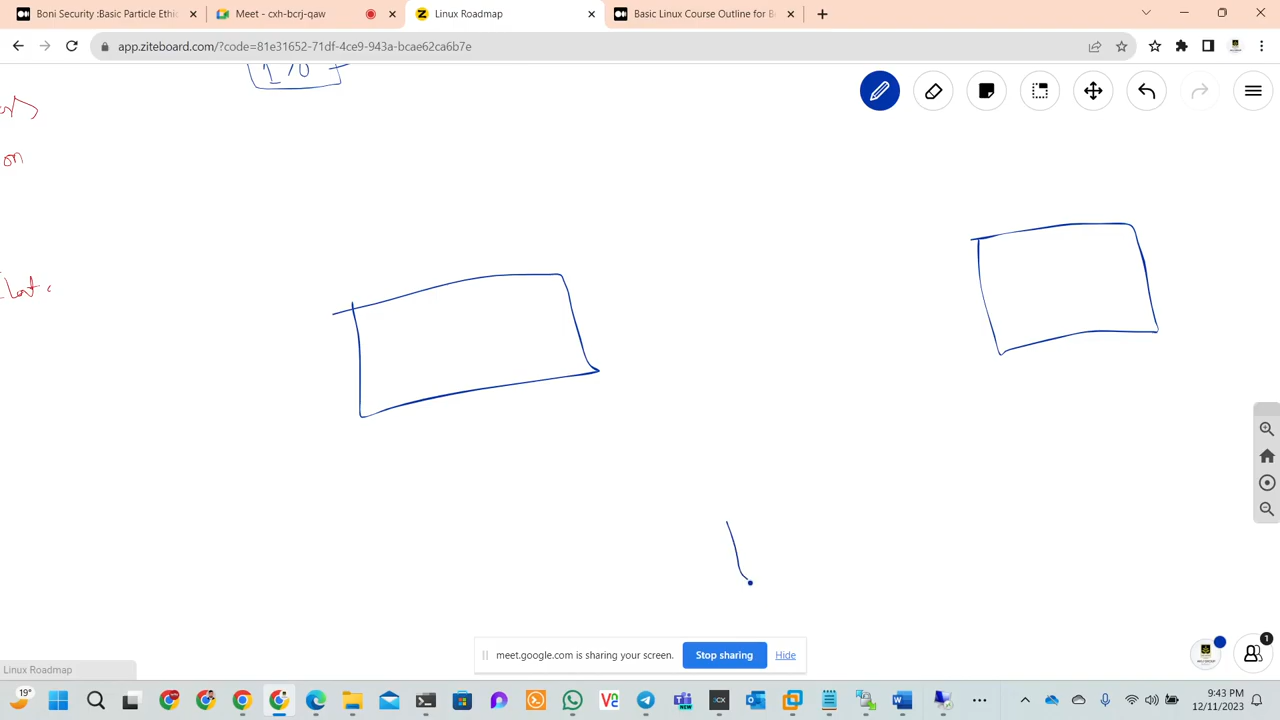 Boni Security :Basic Particle Ethic
Meet - cxh-bcrj-qaw
Linux Roadmap
Basic Linux Course Outline for B
app.ziteboard.com/?code=81e31652-71df-4ce9-943a-bcae62ca6b7e
on
meet.google.com is sharing your screen.
Stop sharing
Hide
1
Linux Roadmap
19°
NEW
9:43 PM
12/11/2023